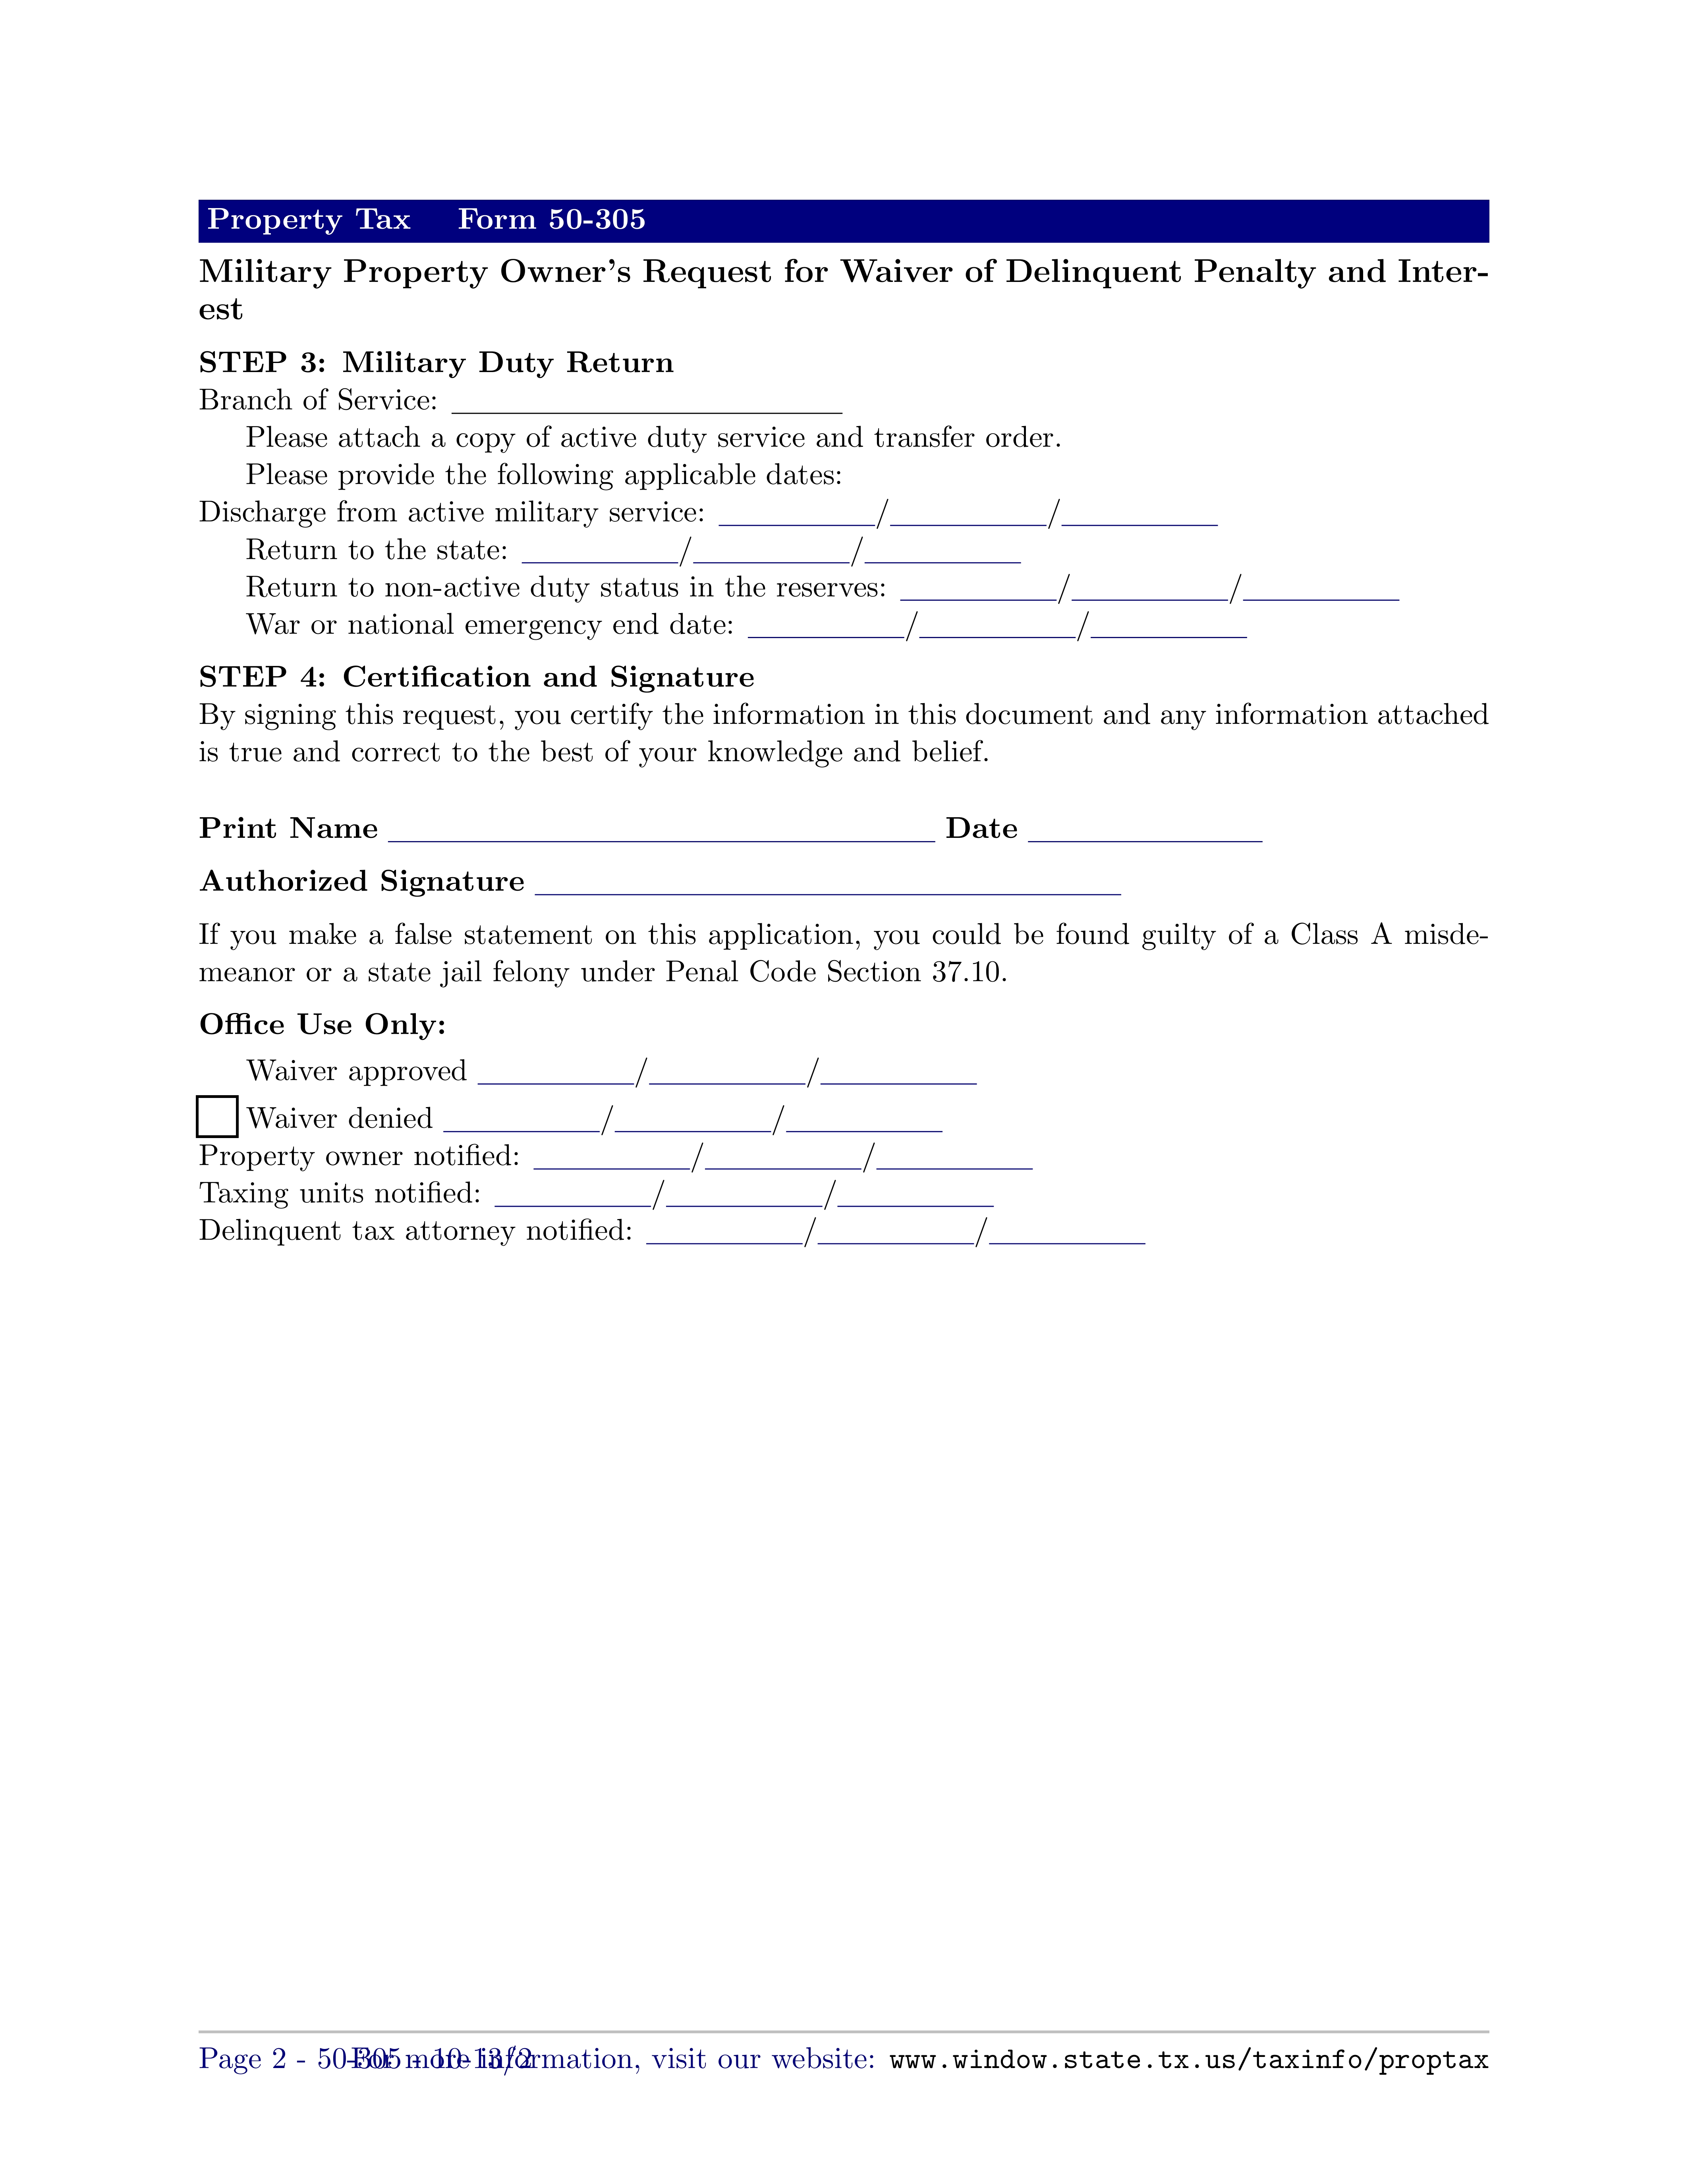 Property Tax Form 50-305
Military Property Owner's Request for Waiver of Delinquent Penalty and Inter-
est
STEP 3: Military Duty Return
Branch of Service: ____________________
Please attach a copy of active duty service and transfer order.
Please provide the following applicable dates:
Discharge from active military service: ________/________/________
Return to the state: ________/________/________
Return to non-active duty status in the reserves: ________/________/________
War or national emergency end date: ________/________/________
STEP 4: Certification and Signature
By signing this request, you certify the information in this document and any information attached
is true and correct to the best of your knowledge and belief.
Print Name ____________________________ Date ____________
Authorized Signature ______________________________
If you make a false statement on this application, you could be found guilty of a Class A misde-
meanor or a state jail felony under Penal Code Section 37.10.
Office Use Only:
Waiver approved ________/________/________
Waiver denied ________/________/________
Property owner notified: ________/________/________
Taxing units notified: ________/________/________
Delinquent tax attorney notified: ________/________/________
Page 2 - 50-305 - 10-13/2 For more information, visit our website: www.window.state.tx.us/taxinfo/proptax